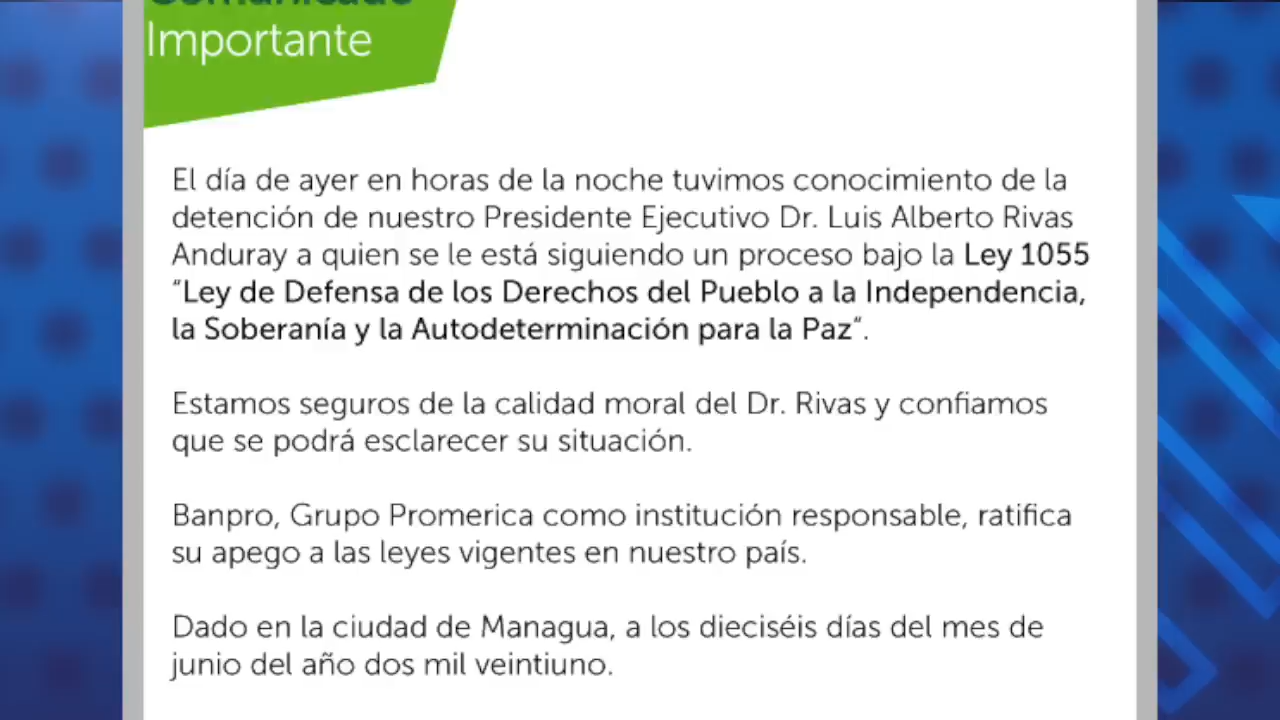 Comunicado
Importante
El día de ayer en horas de la noche tuvimos conocimiento de la
detención de nuestro Presidente Ejecutivo Dr. Luis Alberto Rivas
Anduray a quien se le está siguiendo un proceso bajo la Ley 1055
“Ley de Defensa de los Derechos del Pueblo a la Independencia,
la Soberanía y la Autodeterminación para la Paz“.
Estamos seguros de la calidad moral del Dr. Rivas y confiamos
que se podrá esclarecer su situación.
Banpro, Grupo Promerica como institución responsable, ratifica
su apego a las leyes vigentes en nuestro país.
Dado en la ciudad de Managua, a los dieciséis días del mes de
junio del año dos mil veintiuno.